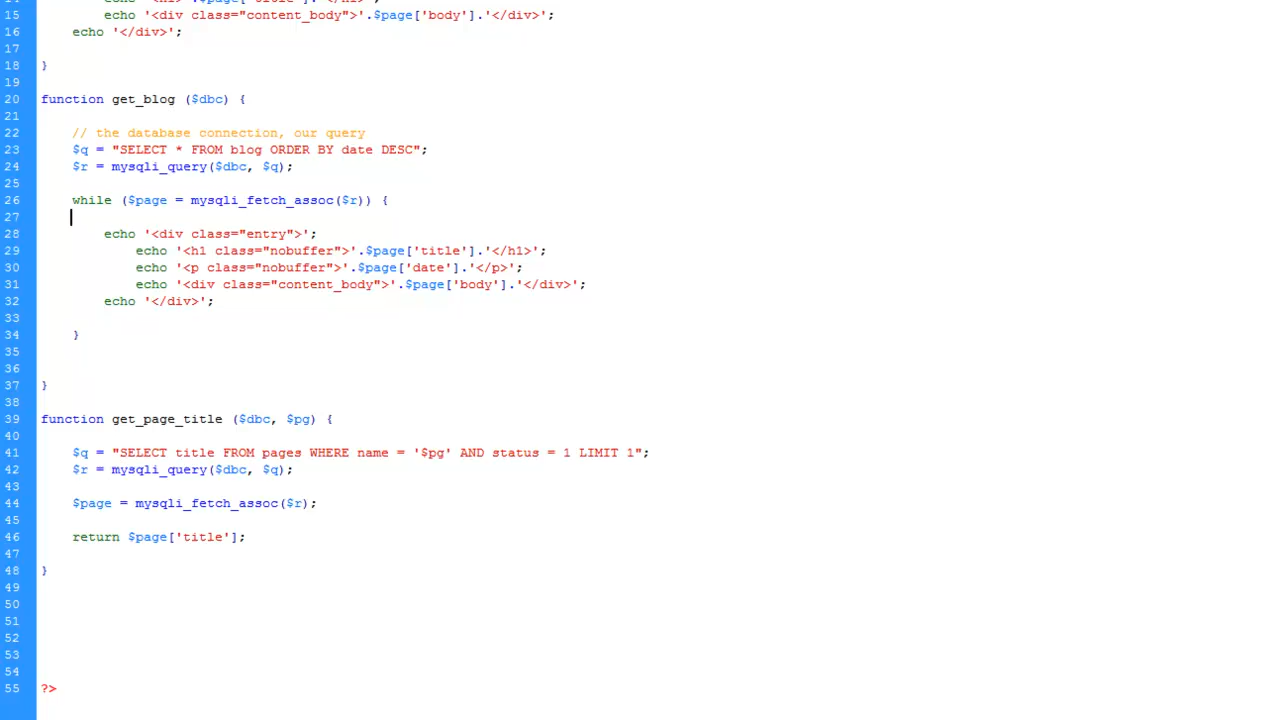 15 echo '<div class="content_body">'.$page['body'].'</div>';
16 echo '</div>';
17
18 }
19
20 function get_blog ($dbc) {
21
22 // the database connection, our query
23 $q = "SELECT * FROM blog ORDER BY date DESC";
24 $r = mysqli_query($dbc, $q);
25
26 while ($page = mysqli_fetch_assoc($r)) {
27
28 echo '<div class="entry">';
29 echo '<h1 class="nobuffer">'.$page['title'].'</h1>';
30 echo '<p class="nobuffer">'.$page['date'].'</p>';
31 echo '<div class="content_body">'.$page['body'].'</div>';
32 echo '</div>';
33
34 }
35
36
37 }
38
39 function get_page_title ($dbc, $pg) {
40
41 $q = "SELECT title FROM pages WHERE name = '$pg' AND status = 1 LIMIT 1";
42 $r = mysqli_query($dbc, $q);
43
44 $page = mysqli_fetch_assoc($r);
45
46 return $page['title'];
47
48 }
49
50
51
52
53
54
55 ?>